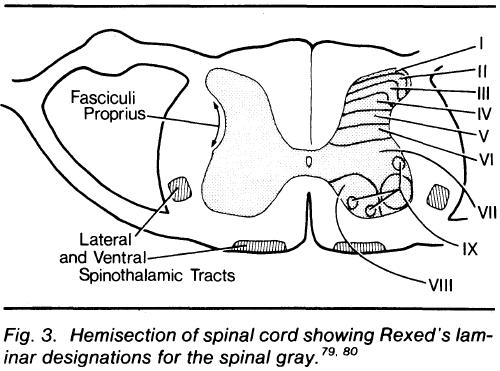 I
II
III
IV
V
VI
VII
IX
VIII
Fasciculi
Proprius
Lateral
and Ventral
Spinothalamic Tracts
Fig. 3. Hemisection of spinal cord showing Rexed's lam-
inar designations for the spinal gray.79, 80